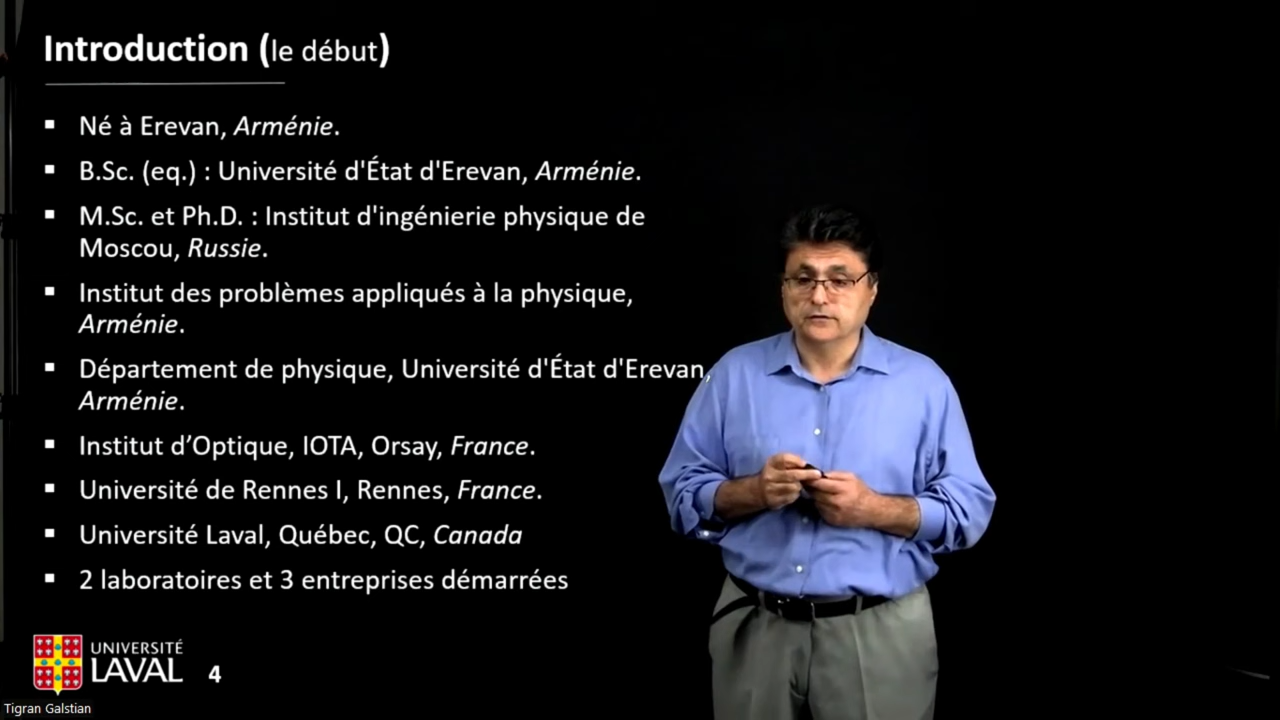 Introduction (le début)
▪ Né à Erevan, Arménie.
▪ B.Sc. (eq.) : Université d'État d'Erevan, Arménie.
▪ M.Sc. et Ph.D. : Institut d'ingénierie physique de
Moscou, Russie.
▪ Institut des problèmes appliqués à la physique,
Arménie.
▪ Département de physique, Université d'État d'Erevan,
Arménie.
▪ Institut d’Optique, IOTA, Orsay, France.
▪ Université de Rennes I, Rennes, France.
▪ Université Laval, Québec, QC, Canada
▪ 2 laboratoires et 3 entreprises démarrées
UNIVERSITÉ
LAVAL
4
Tigran Galstian